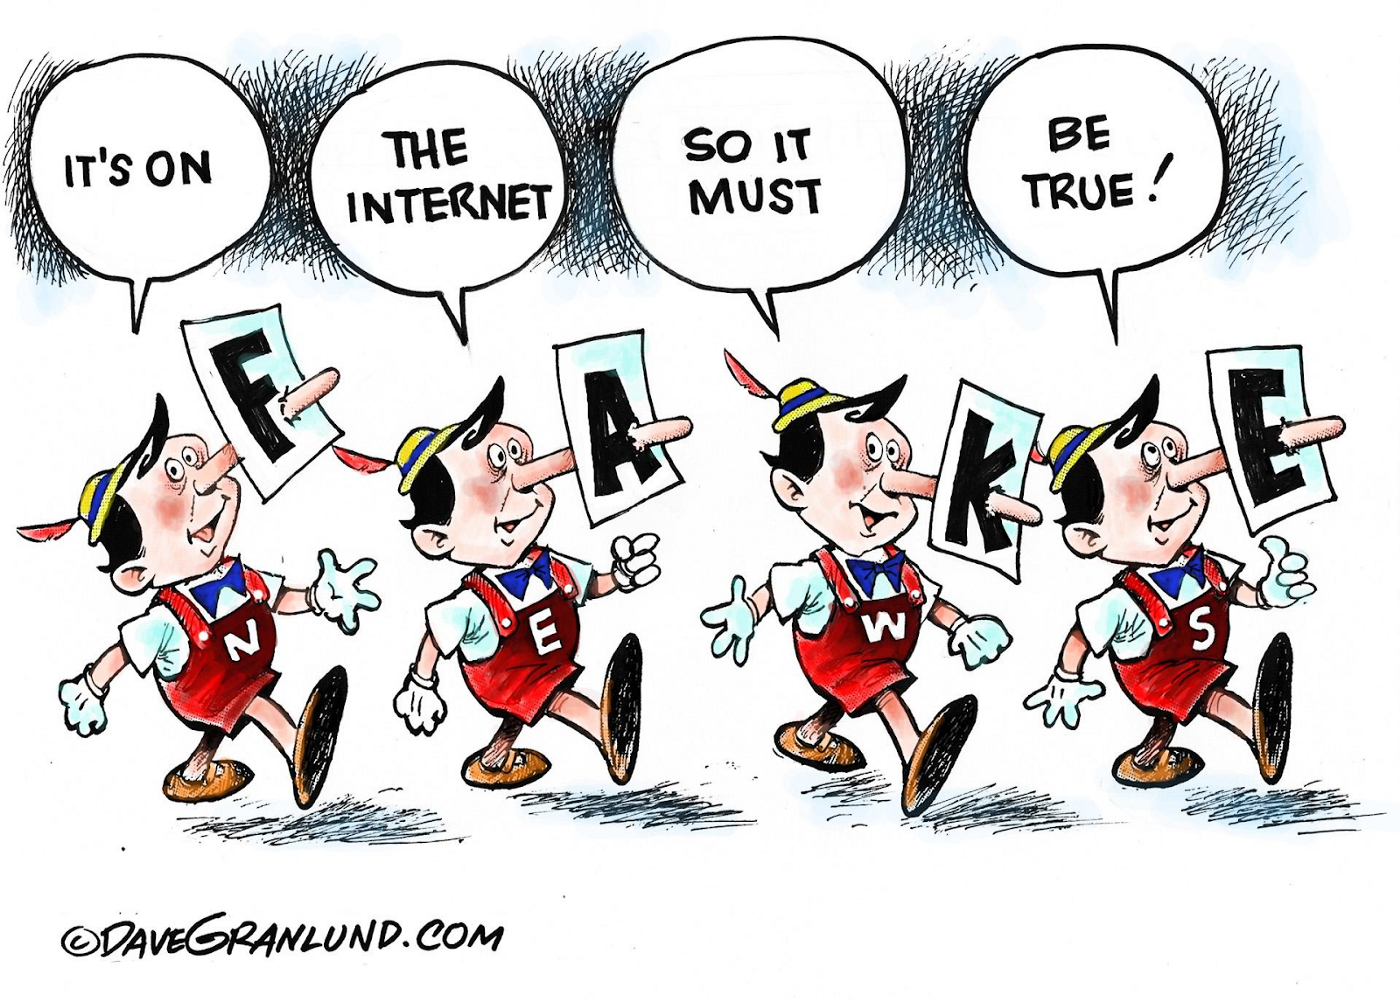 IT'S ON
THE
INTERNET
SO IT
MUST
BE
TRUE!
F
A
K
E
N
E
W
S
©DAVEGRANLUND.COM